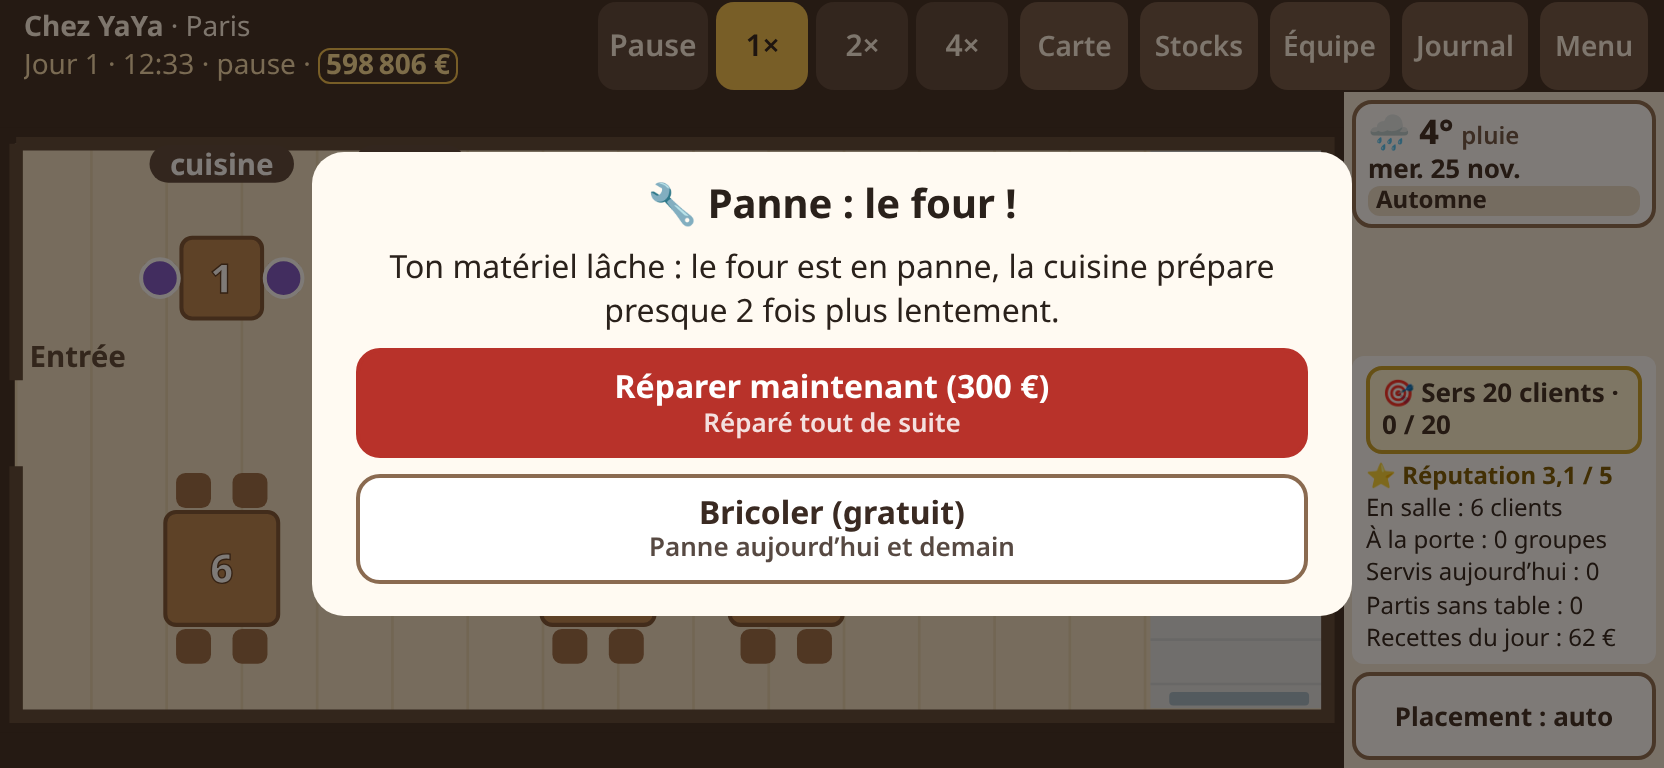 Chez YaYa · Paris
Jour 1 · 12:33 · pause · 598 806 €
Pause
1×
2×
4×
Carte
Stocks
Équipe
Journal
Menu
cuisine
1
Entrée
6
🔧 Panne : le four !
Ton matériel lâche : le four est en panne, la cuisine prépare
presque 2 fois plus lentement.
Réparer maintenant (300 €)
Réparé tout de suite
Bricoler (gratuit)
Panne aujourd’hui et demain
🌧️ 4° pluie
mer. 25 nov.
Automne
🎯 Sers 20 clients ·
0 / 20
⭐ Réputation 3,1 / 5
En salle : 6 clients
À la porte : 0 groupes
Servis aujourd’hui : 0
Partis sans table : 0
Recettes du jour : 62 €
Placement : auto